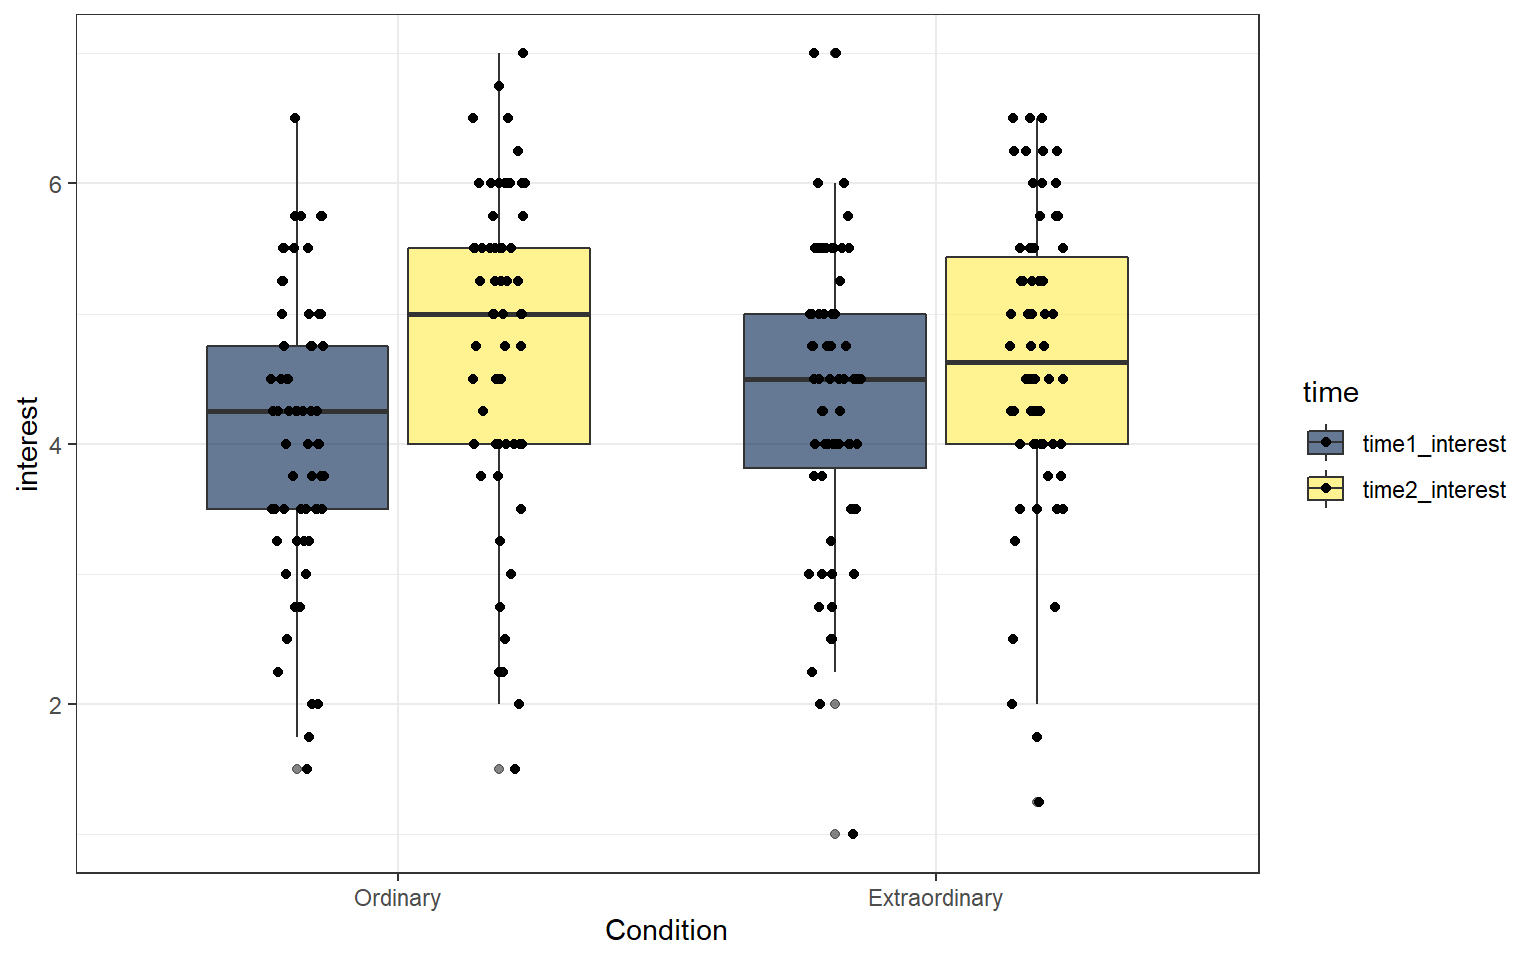 interest
6
4
2
Ordinary
Extraordinary
Condition
time
time1_interest
time2_interest